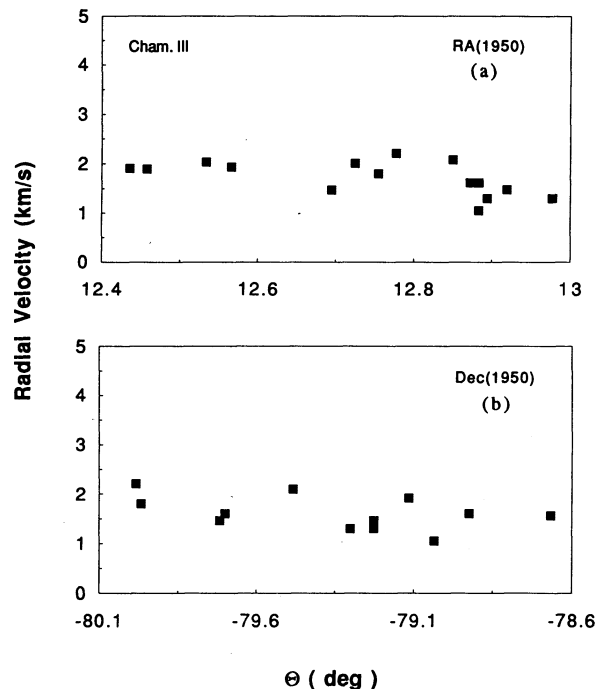 5
Cham. III
RA(1950)
(a)
4
3
2
1
0
12.4
12.6
12.8
13
Radial Velocity (km/s)
5
Dec(1950)
(b)
4
3
2
1
0
-80.1
-79.6
-79.1
-78.6
Θ ( deg )